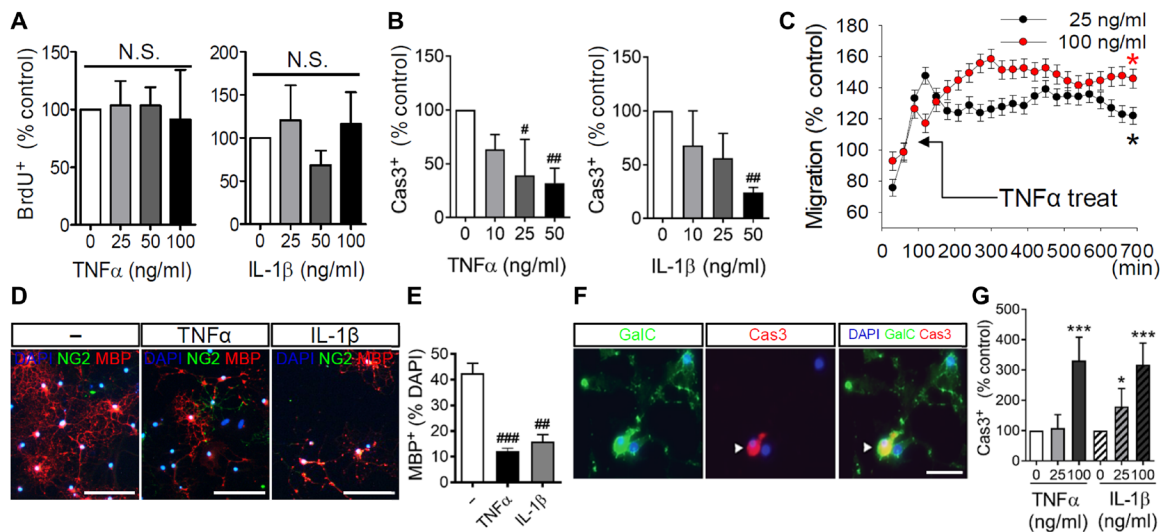 A
BrdU⁺ (% control)
150
100
50
0
N.S.
0 25 50 100
TNFα (ng/ml)
200
150
100
50
0
N.S.
0 25 50 100
IL-1β (ng/ml)
B
Cas3⁺ (% control)
200
150
100
50
0
#
##
0 10 25 50
TNFα (ng/ml)
Cas3⁺ (% control)
200
150
100
50
0
##
0 10 25 50
IL-1β (ng/ml)
C
Migration (% control)
180
160
140
120
100
80
60
25 ng/ml
100 ng/ml
*
*
TNFα treat
0 100 200 300 400 500 600 700
(min)
D
–
TNFα
IL-1β
DAPI NG2 MBP
DAPI NG2 MBP
DAPI NG2 MBP
E
MBP⁺ (% DAPI)
50
40
30
20
10
0
###
##
–
TNFα
IL-1β
F
GalC
Cas3
DAPI GalC Cas3
G
Cas3⁺ (% control)
500
400
300
200
100
0
***
*
***
0 25 100 0 25 100
TNFα IL-1β
(ng/ml) (ng/ml)